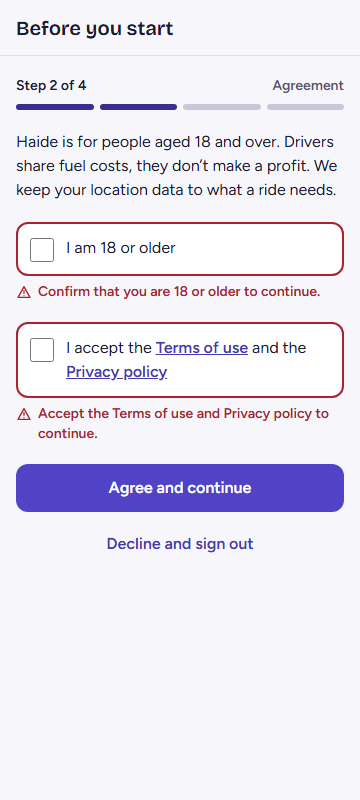 Before you start
Step 2 of 4
Agreement
Haide is for people aged 18 and over. Drivers
share fuel costs, they don’t make a profit. We
keep your location data to what a ride needs.
I am 18 or older
Confirm that you are 18 or older to continue.
I accept the Terms of use and the
Privacy policy
Accept the Terms of use and Privacy policy to
continue.
Agree and continue
Decline and sign out